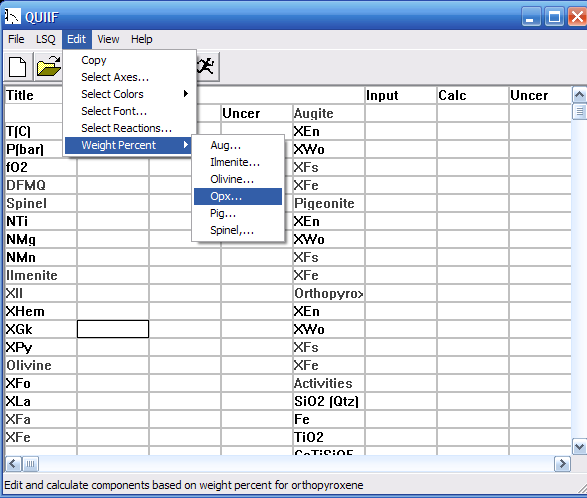 QUIIF
File LSQ Edit View Help
Copy
Select Axes...
Select Colors
Select Font...
Select Reactions...
Weight Percent
Aug...
Ilmenite...
Olivine...
Opx...
Pig...
Spinel,...
Title Input Calc Uncer
Uncer Augite
T(C) XEn
P(bar) XWo
fO2 XFs
DFMQ XFe
Spinel Pigeonite
NTi XEn
NMg XWo
NMn XFs
Ilmenite XFe
XIl Orthopyrox
XHem XEn
XGk XWo
XPy XFs
Olivine XFe
XFo Activities
XLa SiO2 (Qtz)
XFa Fe
XFe TiO2
CaTiSiO5
Edit and calculate components based on weight percent for orthopyroxene